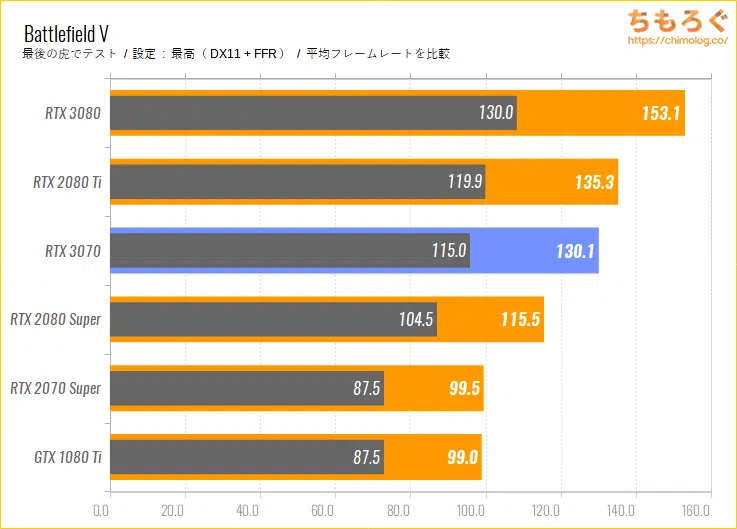 Battlefield V
ちもろぐ
https://chimolog.co/
最後の虎でテスト / 設定 : 最高 ( DX11 + FFR ) / 平均フレームレートを比較
RTX 3080 130.0 153.1
RTX 2080 Ti 119.9 135.3
RTX 3070 115.0 130.1
RTX 2080 Super 104.5 115.5
RTX 2070 Super 87.5 99.5
GTX 1080 Ti 87.5 99.0
0.0 20.0 40.0 60.0 80.0 100.0 120.0 140.0 160.0